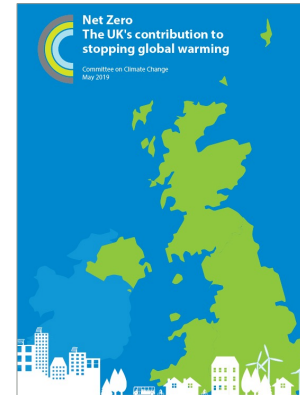 Net Zero
The UK's contribution to
stopping global warming
Committee on Climate Change
May 2019